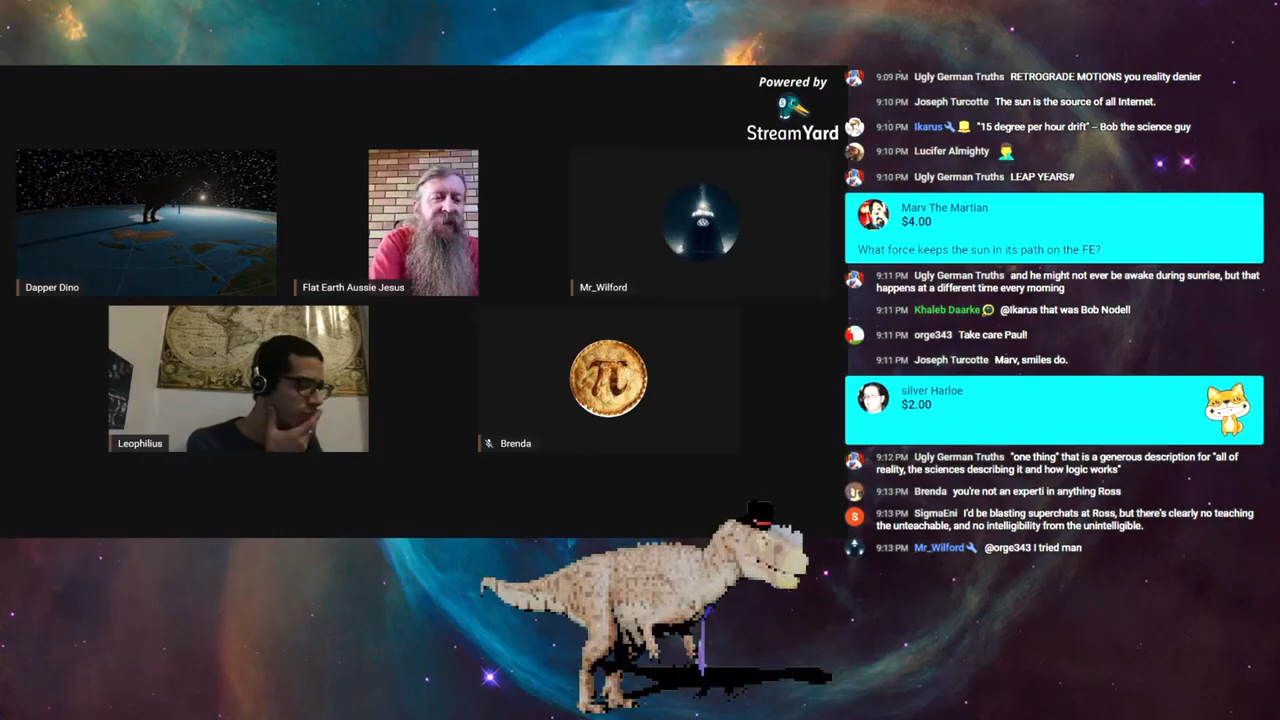 Powered by
StreamYard
Dapper Dino
Flat Earth Aussie Jesus
Mr_Wilford
Leophilius
Brenda
9:09 PM Ugly German Truths RETROGRADE MOTIONS you reality denier
9:10 PM Joseph Turcotte The sun is the source of all Internet.
9:10 PM Ikarus "15 degree per hour drift" – Bob the science guy
9:10 PM Lucifer Almighty
9:10 PM Ugly German Truths LEAP YEARS#
Marv The Martian
$4.00
What force keeps the sun in its path on the FE?
9:11 PM Ugly German Truths and he might not ever be awake during sunrise, but that
happens at a different time every morning
9:11 PM Khaleb Daarke @Ikarus that was Bob Nodell
9:11 PM orge343 Take care Paul!
9:11 PM Joseph Turcotte Marv, smiles do.
silver Harloe
$2.00
9:12 PM Ugly German Truths "one thing" that is a generous description for "all of
reality, the sciences describing it and how logic works"
9:13 PM Brenda you're not an experti in anything Ross
S
9:13 PM SigmaEni I'd be blasting superchats at Ross, but there's clearly no teaching
the unteachable, and no intelligibility from the unintelligible.
9:13 PM Mr_Wilford @orge343 I tried man
π